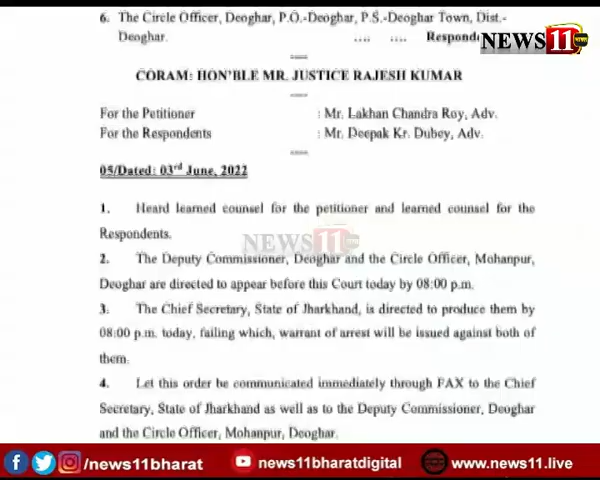 6. The Circle Officer, Deoghar, P.O.-Deoghar, P.S.-Deoghar Town, Dist.-
Deoghar. .... .... Respond
NEWS11
CORAM: HON'BLE MR. JUSTICE RAJESH KUMAR
For the Petitioner : Mr. Lakhan Chandra Roy, Adv.
For the Respondents : Mr. Deepak Kr. Dubey, Adv.
05/Dated: 03rd June, 2022
1. Heard learned counsel for the petitioner and learned counsel for the
Respondents.
NEWS11
2. The Deputy Commissioner, Deoghar and the Circle Officer, Mohanpur,
Deoghar are directed to appear before this Court today by 08:00 p.m.
3. The Chief Secretary, State of Jharkhand, is directed to produce them by
08:00 p.m. today, failing which, warrant of arrest will be issued against both of
them.
4. Let this order be communicated immediately through FAX to the Chief
Secretary, State of Jharkhand as well as to the Deputy Commissioner, Deoghar
and the Circle Officer, Mohanpur, Deoghar.
/news11bharat news11bharatdigital www.news11.live